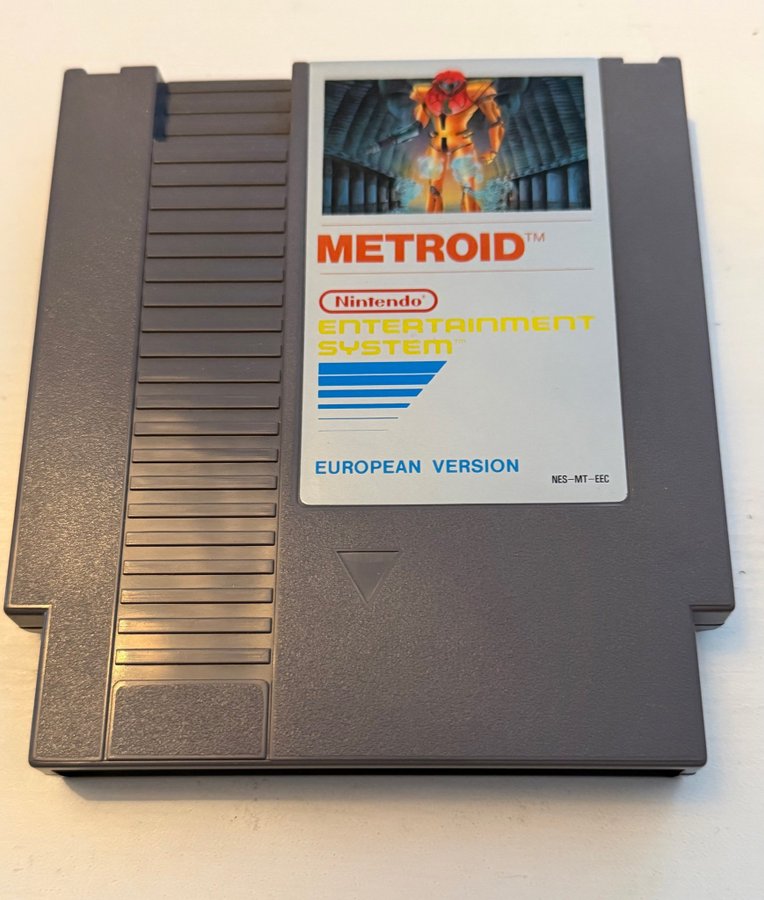 METROID™
Nintendo®
ENTERTAINMENT
SYSTEM™
EUROPEAN VERSION
NES-MT-EEC